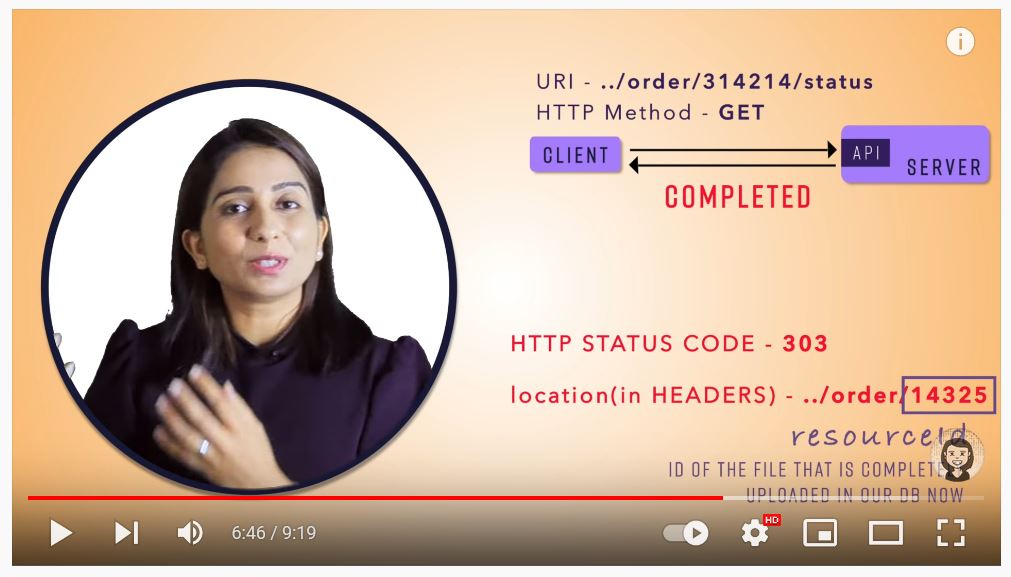 URI - ../order/314214/status
HTTP Method - GET
CLIENT
API
SERVER
COMPLETED
HTTP STATUS CODE - 303
location(in HEADERS) - ../order/14325
resourceId
ID OF THE FILE THAT IS COMPLETE
UPLOADED IN OUR DB NOW
6:46 / 9:19
HD